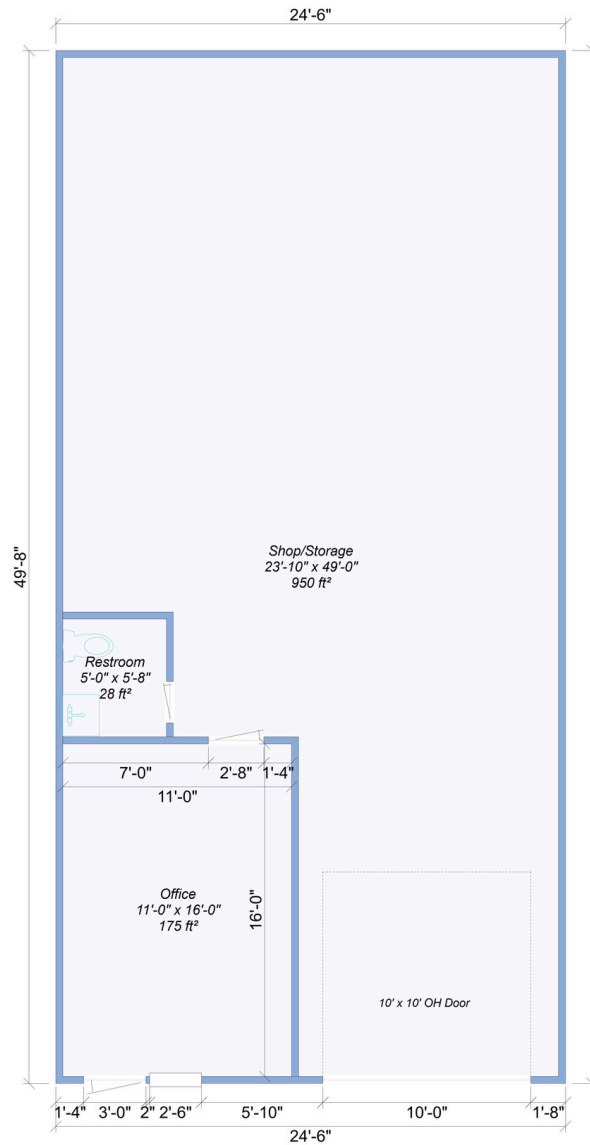 24'-6"
49'-8"
Shop/Storage
23'-10" x 49'-0"
950 ft²
Restroom
5'-0" x 5'-8"
28 ft²
7'-0"
2'-8"
1'-4"
11'-0"
Office
11'-0" x 16'-0"
175 ft²
16'-0"
10' x 10' OH Door
1'-4"
3'-0"
2"
2'-6"
5'-10"
10'-0"
1'-8"
24'-6"